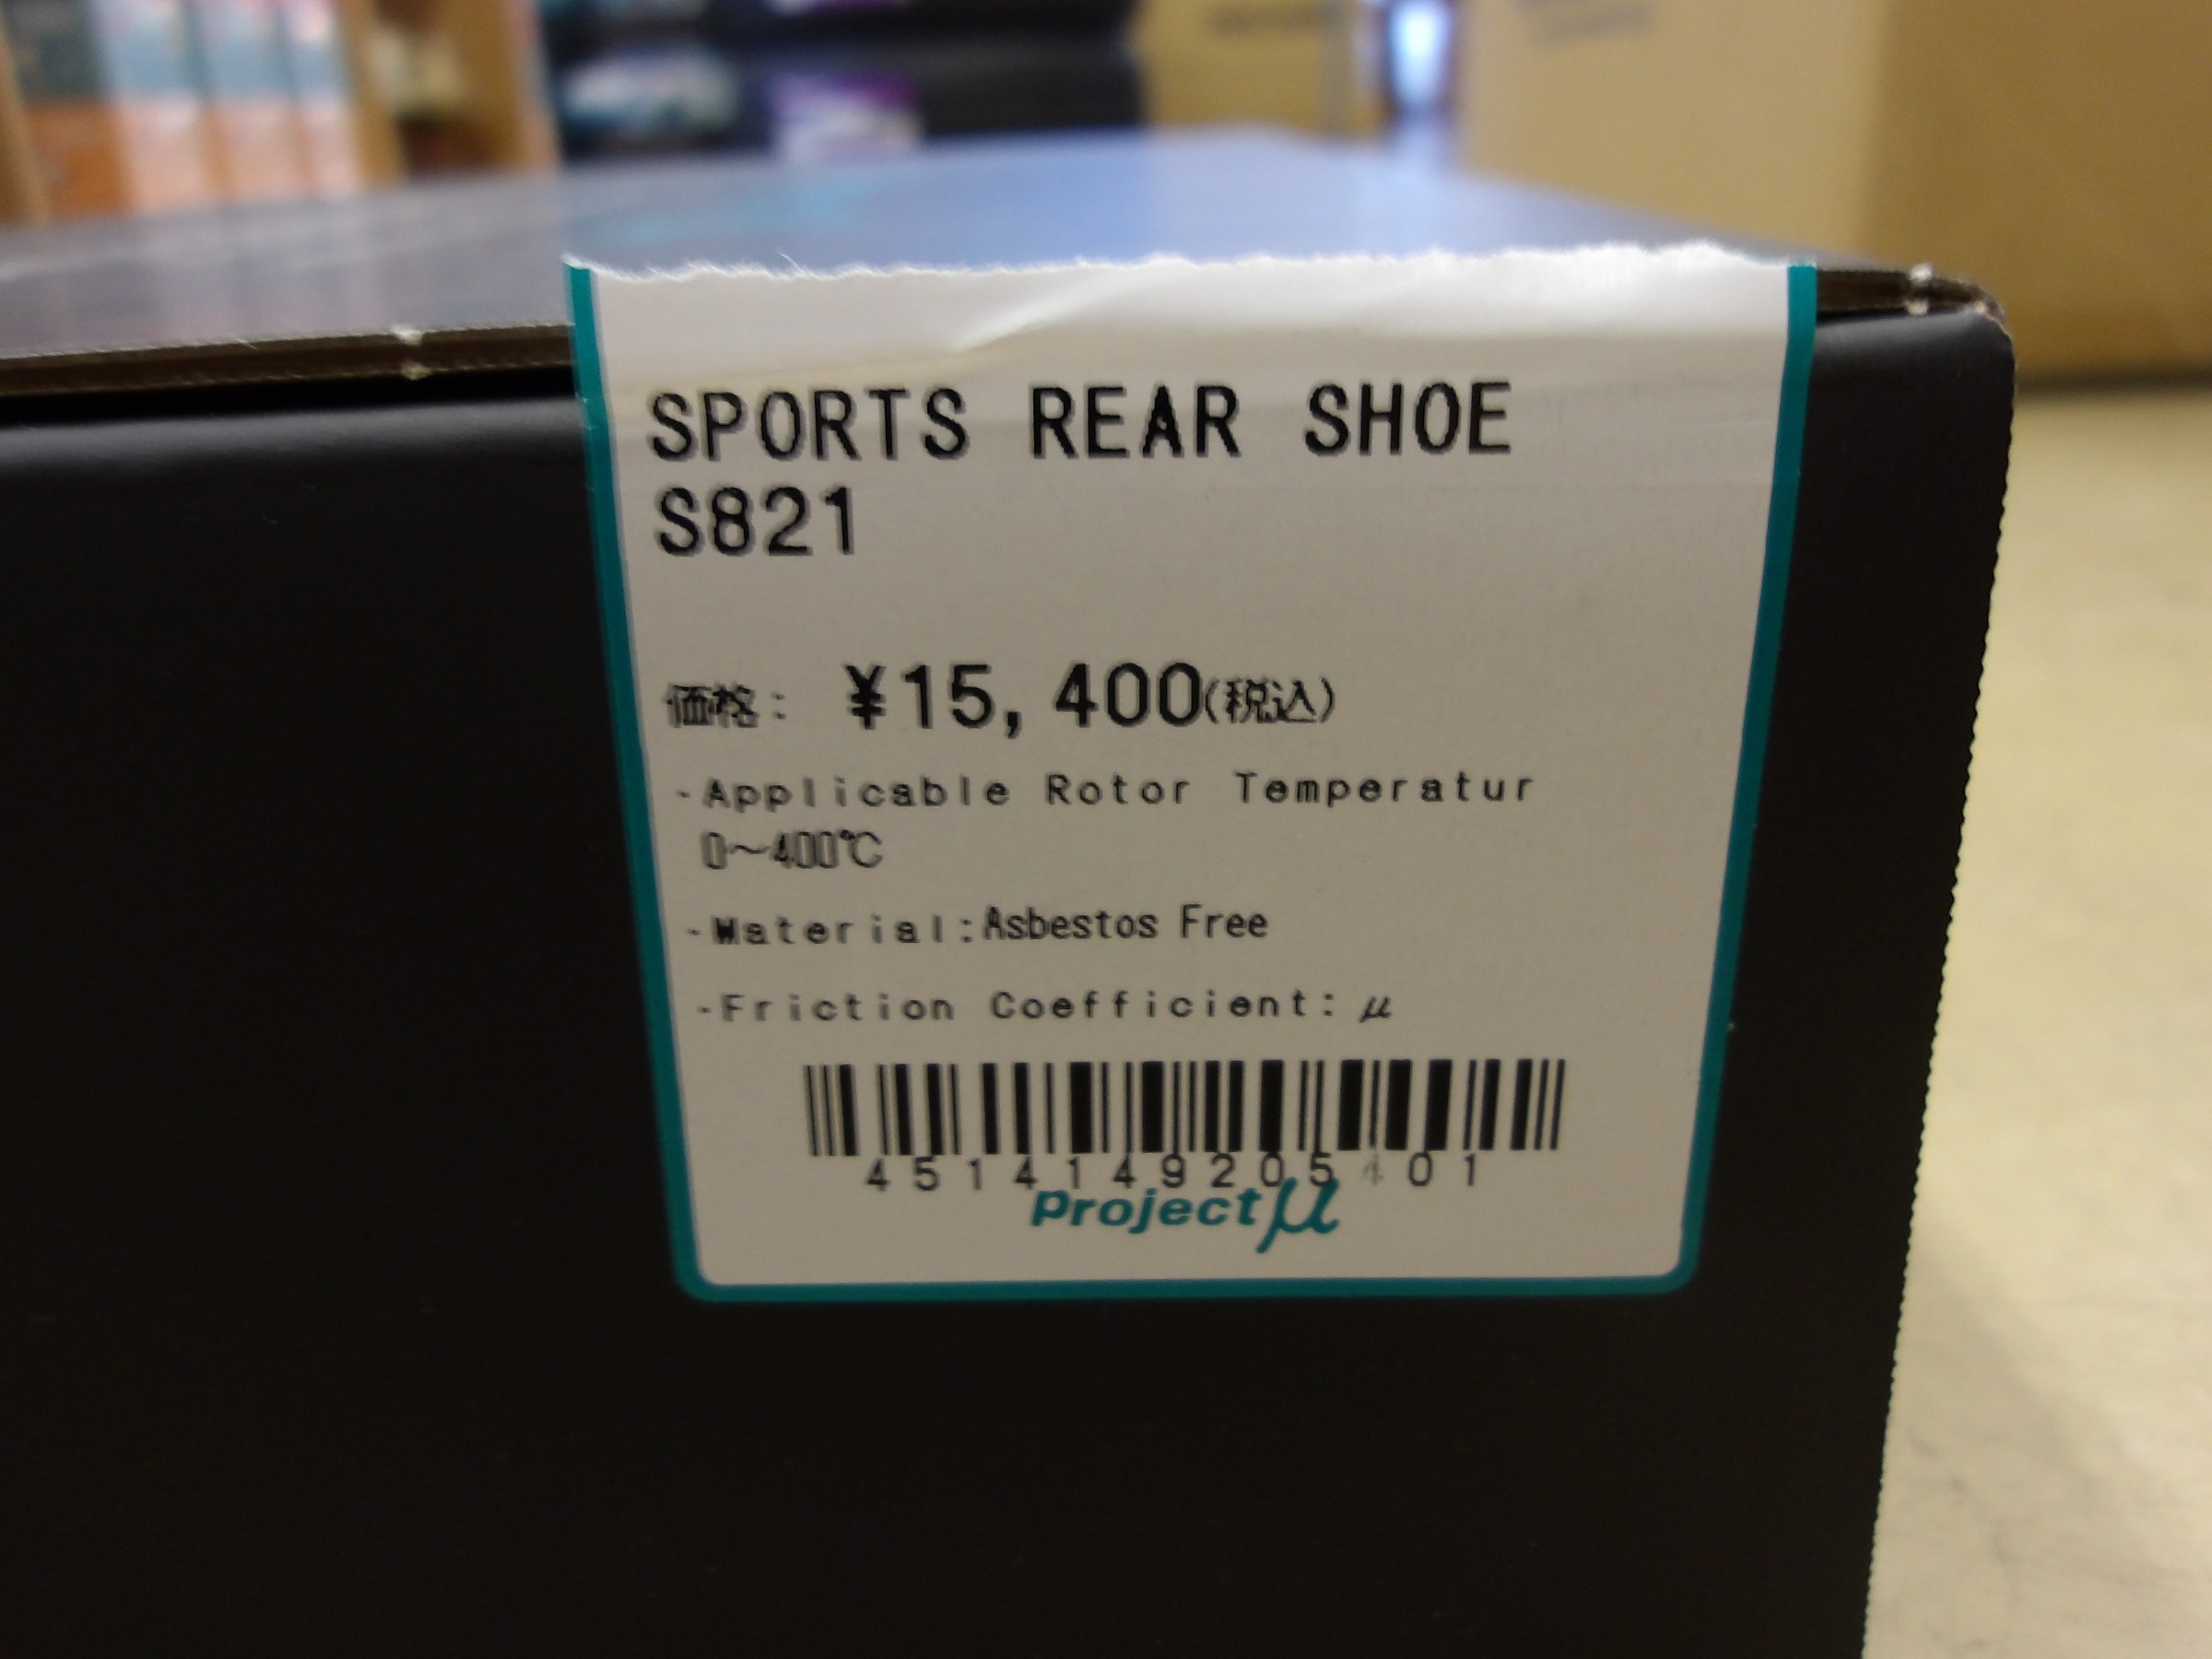 SPORTS REAR SHOE
S821
価格: ¥15,400(税込)
-Applicable Rotor Temperatur
0～400℃
-Material:Asbestos Free
-Friction Coefficient:μ
4514149205401
Projectμ